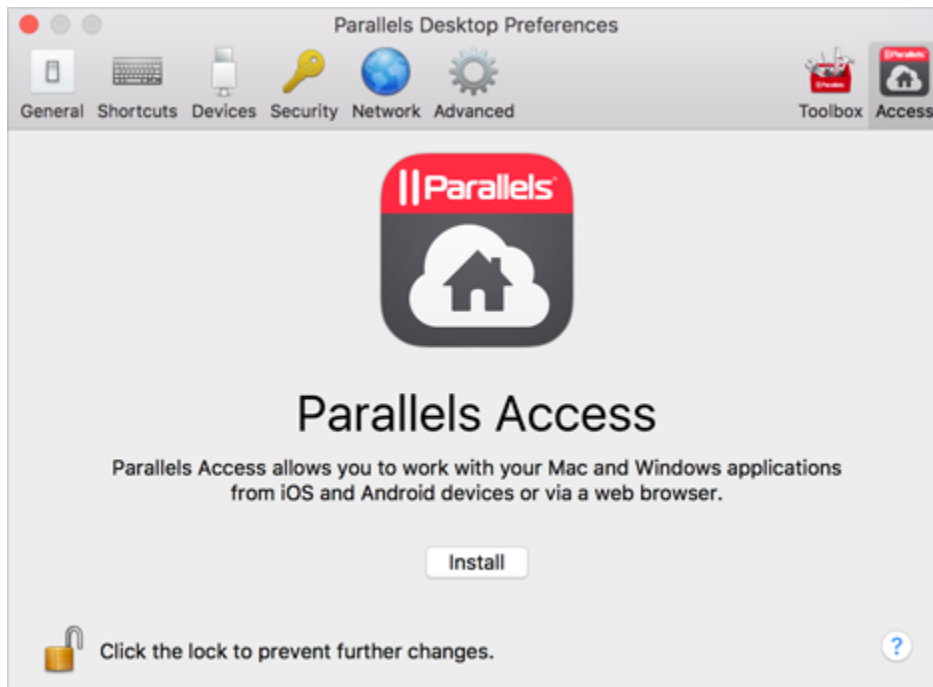 Parallels Desktop Preferences
General Shortcuts Devices Security Network Advanced Toolbox Access
Parallels
Parallels Access
Parallels Access allows you to work with your Mac and Windows applications
from iOS and Android devices or via a web browser.
Install
Click the lock to prevent further changes.
?